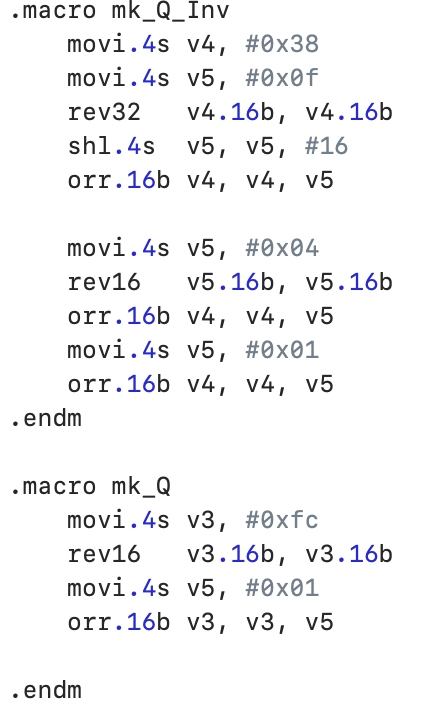 .macro mk_Q_Inv
    movi.4s v4, #0x38
    movi.4s v5, #0x0f
    rev32   v4.16b, v4.16b
    shl.4s  v5, v5, #16
    orr.16b v4, v4, v5

    movi.4s v5, #0x04
    rev16   v5.16b, v5.16b
    orr.16b v4, v4, v5
    movi.4s v5, #0x01
    orr.16b v4, v4, v5
.endm

.macro mk_Q
    movi.4s v3, #0xfc
    rev16   v3.16b, v3.16b
    movi.4s v5, #0x01
    orr.16b v3, v3, v5

.endm